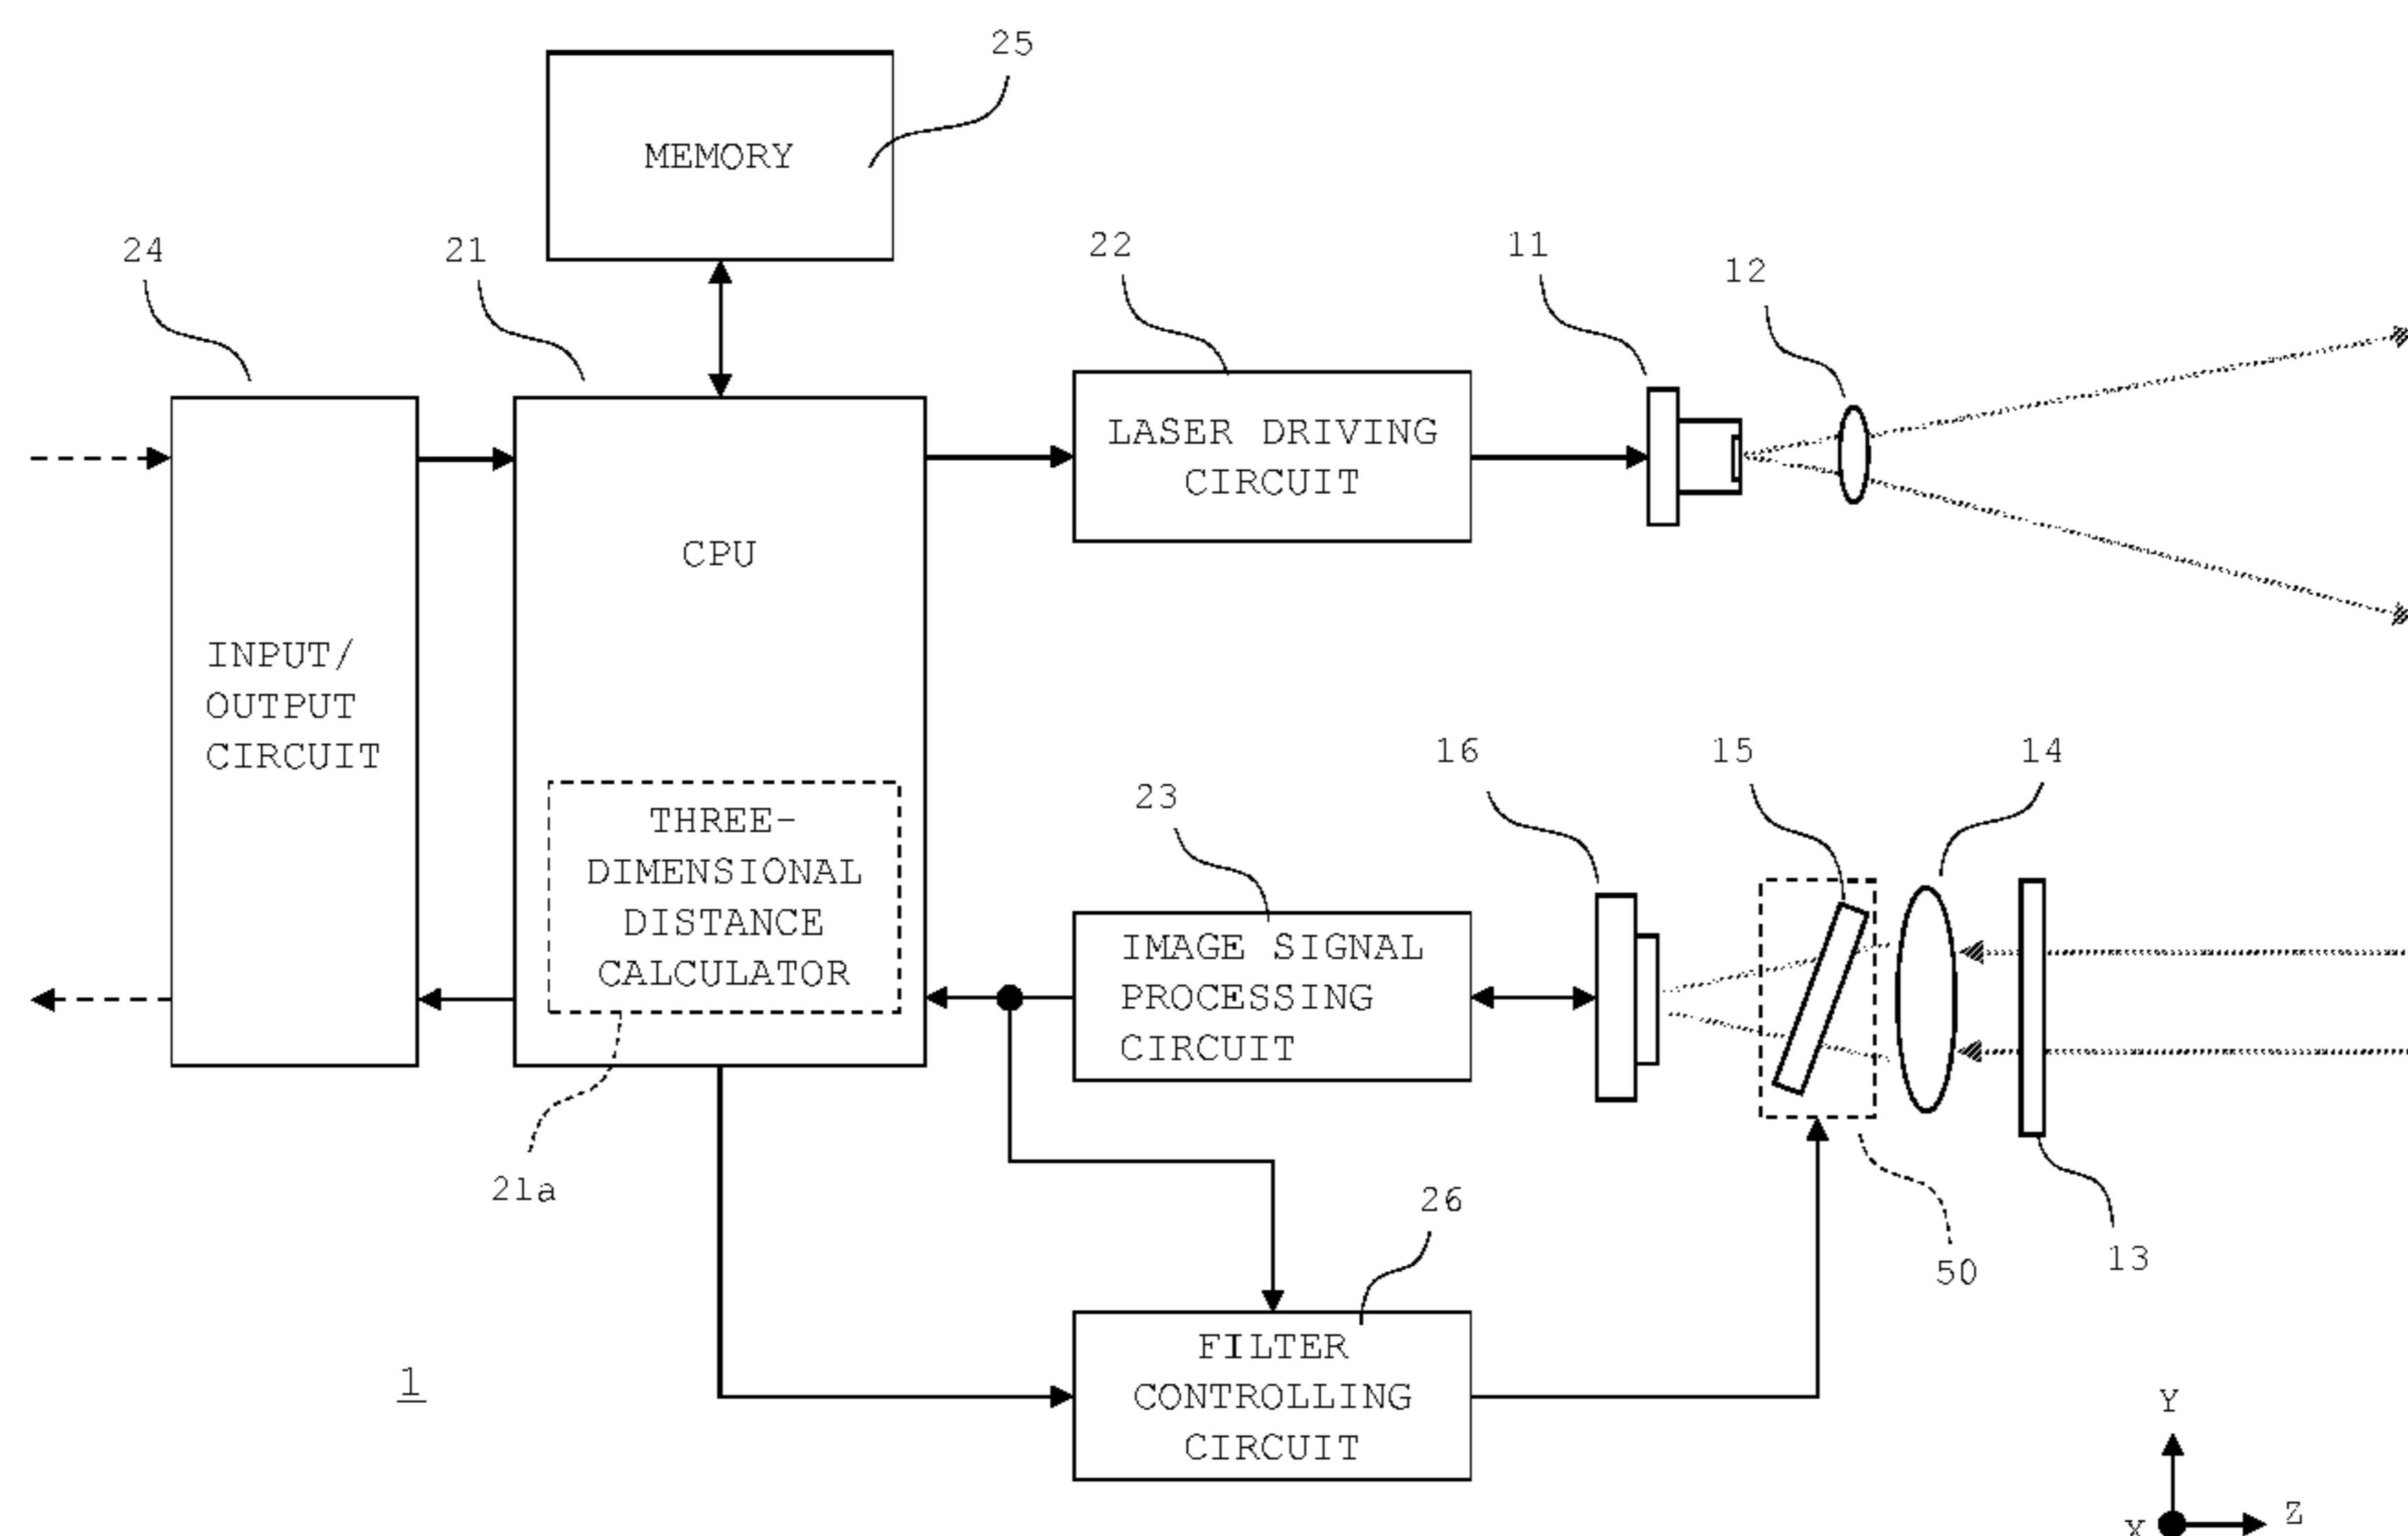 25
MEMORY
24
21
22
11
12
LASER DRIVING
CIRCUIT
CPU
INPUT/
OUTPUT
CIRCUIT
16
15
14
23
THREE-
DIMENSIONAL
DISTANCE
CALCULATOR
IMAGE SIGNAL
PROCESSING
CIRCUIT
21a
26
50
13
FILTER
CONTROLLING
CIRCUIT
1
Y
X
Z